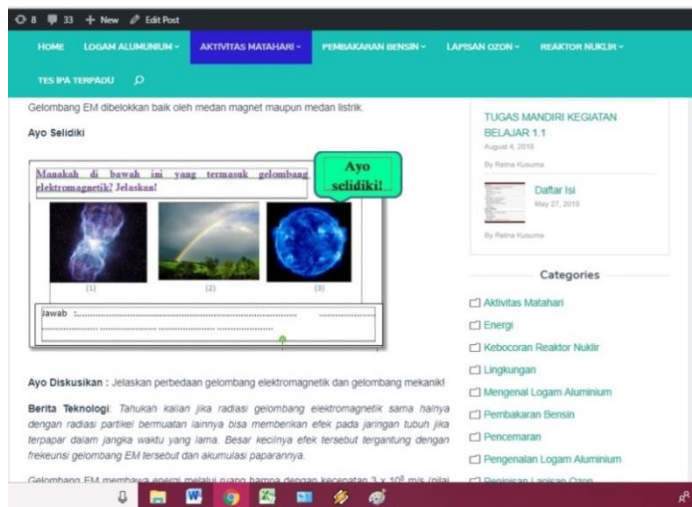 8 33 + New Edit Post
HOME LOGAM ALUMUNIUM AKTIVITAS MATAHARI PEMBAKARAN BENSIN LAPISAN OZON REAKTOR NUKLIR
TES IPA TERPADU
Gelombang EM dibelokkan baik oleh medan magnet maupun medan listrik.
Ayo Selidiki
Manakah di bawah ini yang termasuk gelombang
elektromagnetik? Jelaskan!
Ayo
selidiki!
(1) (2) (3)
Jawab :
Ayo Diskusikan : Jelaskan perbedaan gelombang elektromagnetik dan gelombang mekanik!
Berita Teknologi: Tahukah kalian jika radiasi gelombang elektromagnetik sama halnya
dengan radiasi partikel bermuatan lainnya bisa memberikan efek pada jaringan tubuh jika
terpapar dalam jangka waktu yang lama. Besar kecilnya efek tersebut tergantung dengan
frekeunsi gelombang EM tersebut dan akumulasi paparannya.
Gelombang EM membawa energi melalui ruang hampa dengan kecepatan 3 x 10⁸ m/s (nilai
TUGAS MANDIRI KEGIATAN
BELAJAR 1.1
August 4, 2018
By Retna Kusuma
Daftar Isi
May 27, 2018
By Retna Kusuma
Categories
Aktivitas Matahari
Energi
Kebocoran Reaktor Nuklir
Lingkungan
Mengenal Logam Aluminium
Pembakaran Bensin
Pencemaran
Pengenalan Logam Aluminium
Penipisan Lapisan Ozon